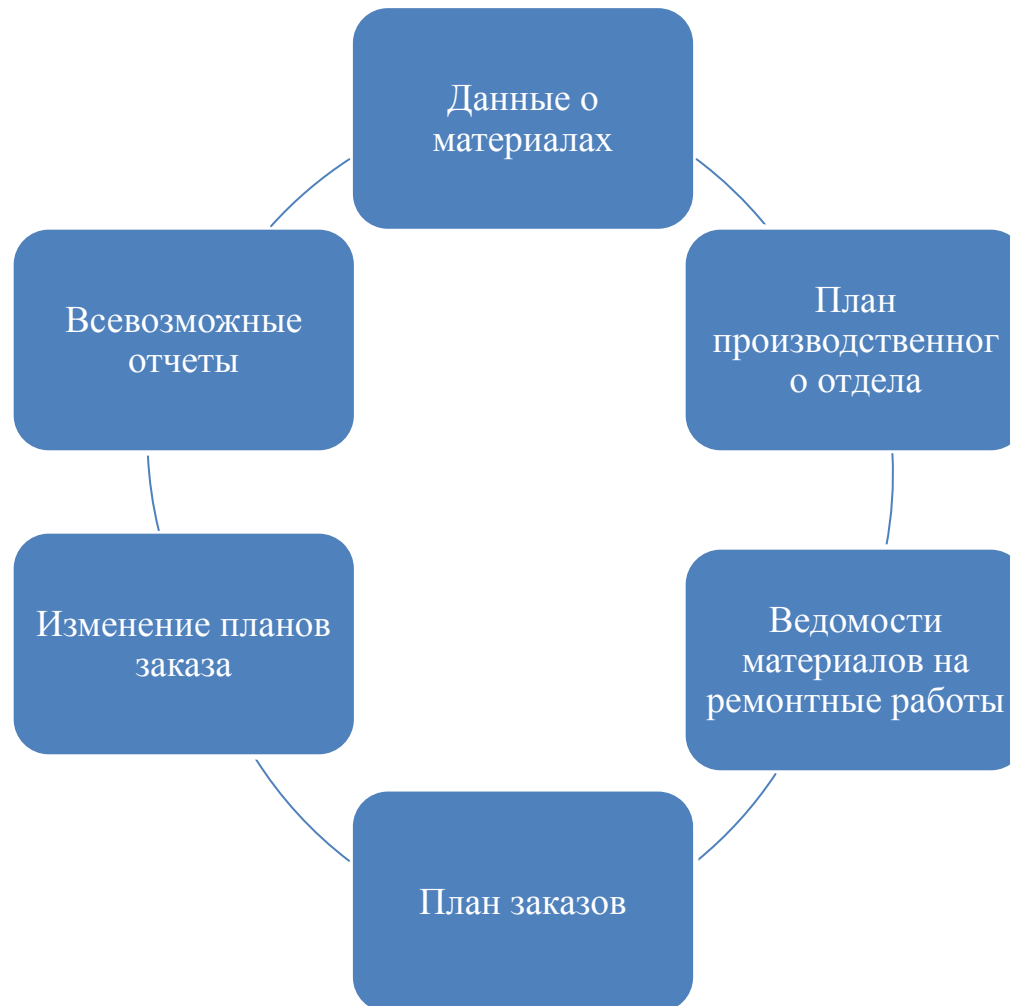 Данные о
материалах
План
производственног
о отдела
Ведомости
материалов на
ремонтные работы
План заказов
Изменение планов
заказа
Всевозможные
отчеты